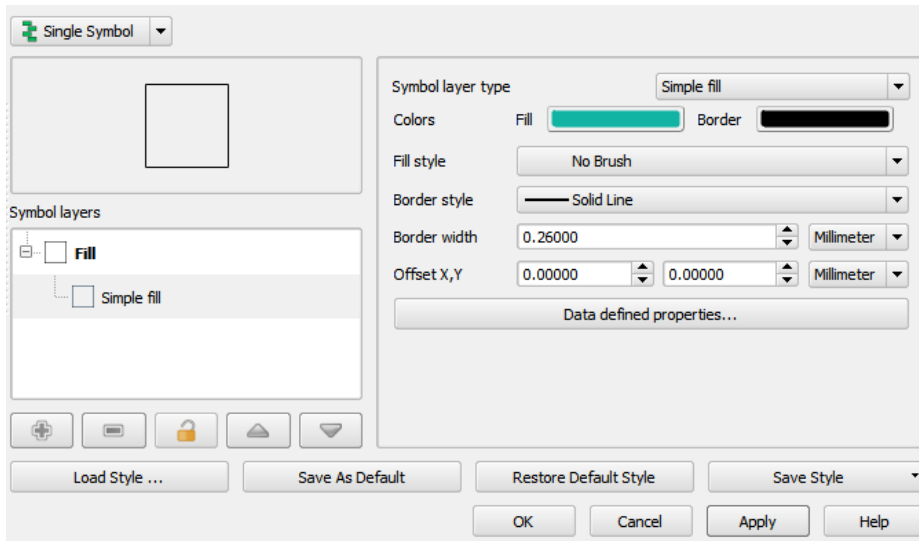 Single Symbol
Symbol layers
Fill
Simple fill
Symbol layer type Simple fill
Colors Fill Border
Fill style No Brush
Border style Solid Line
Border width 0.26000 Millimeter
Offset X,Y 0.00000 0.00000 Millimeter
Data defined properties...
Load Style ... Save As Default Restore Default Style Save Style
OK Cancel Apply Help